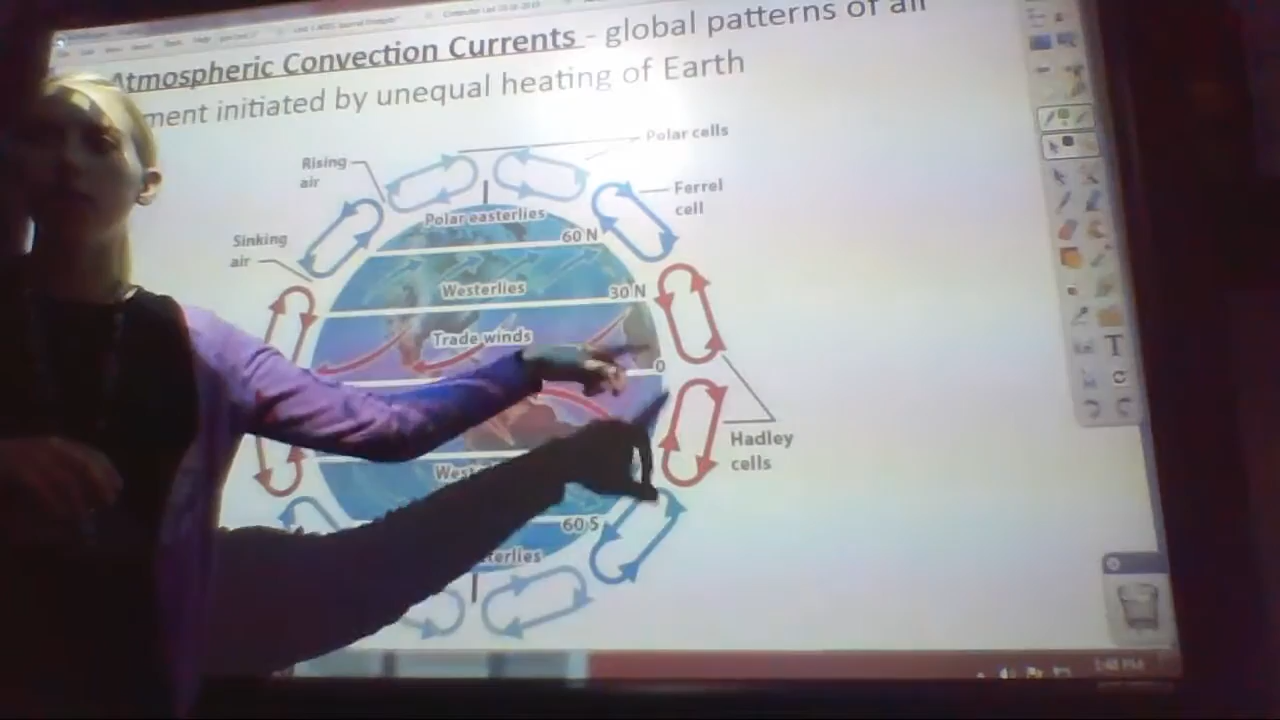 Atmospheric Convection Currents - global patterns of air
ment initiated by unequal heating of Earth
Polar cells
Rising
air
Ferrel
cell
Polar easterlies
60 N
Sinking
air
Westerlies
30 N
Trade winds
0
Hadley
cells
West
60 S
terlies
T